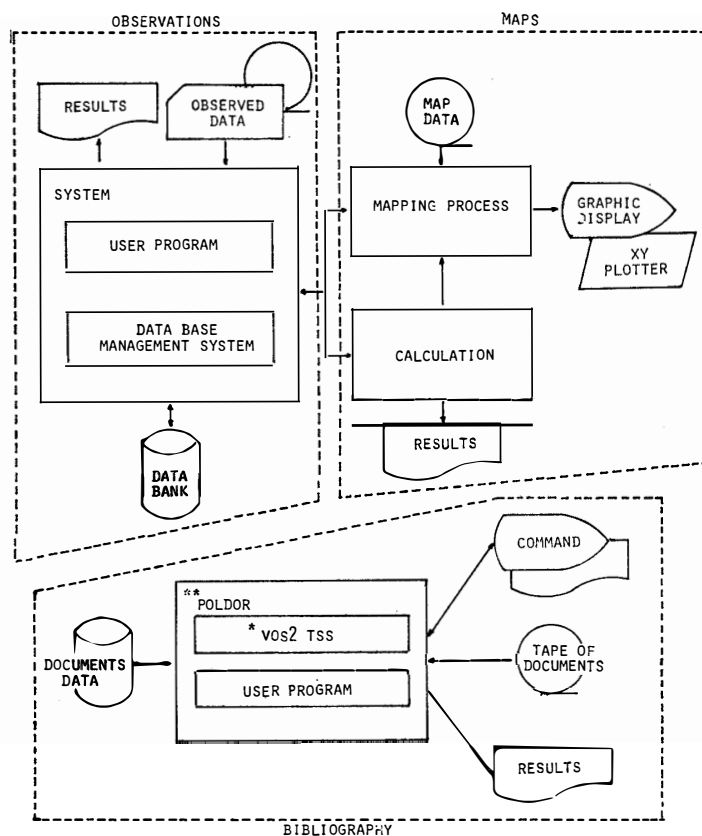 OBSERVATIONS
MAPS
RESULTS
OBSERVED
DATA
MAP
DATA
SYSTEM
USER PROGRAM
DATA BASE
MANAGEMENT SYSTEM
MAPPING PROCESS
GRAPHIC
DISPLAY
XY
PLOTTER
CALCULATION
RESULTS
DATA
BANK
COMMAND
**
POLDOR
* VOS2 TSS
USER PROGRAM
DOCUMENTS
DATA
TAPE OF
DOCUMENTS
RESULTS
BIBLIOGRAPHY